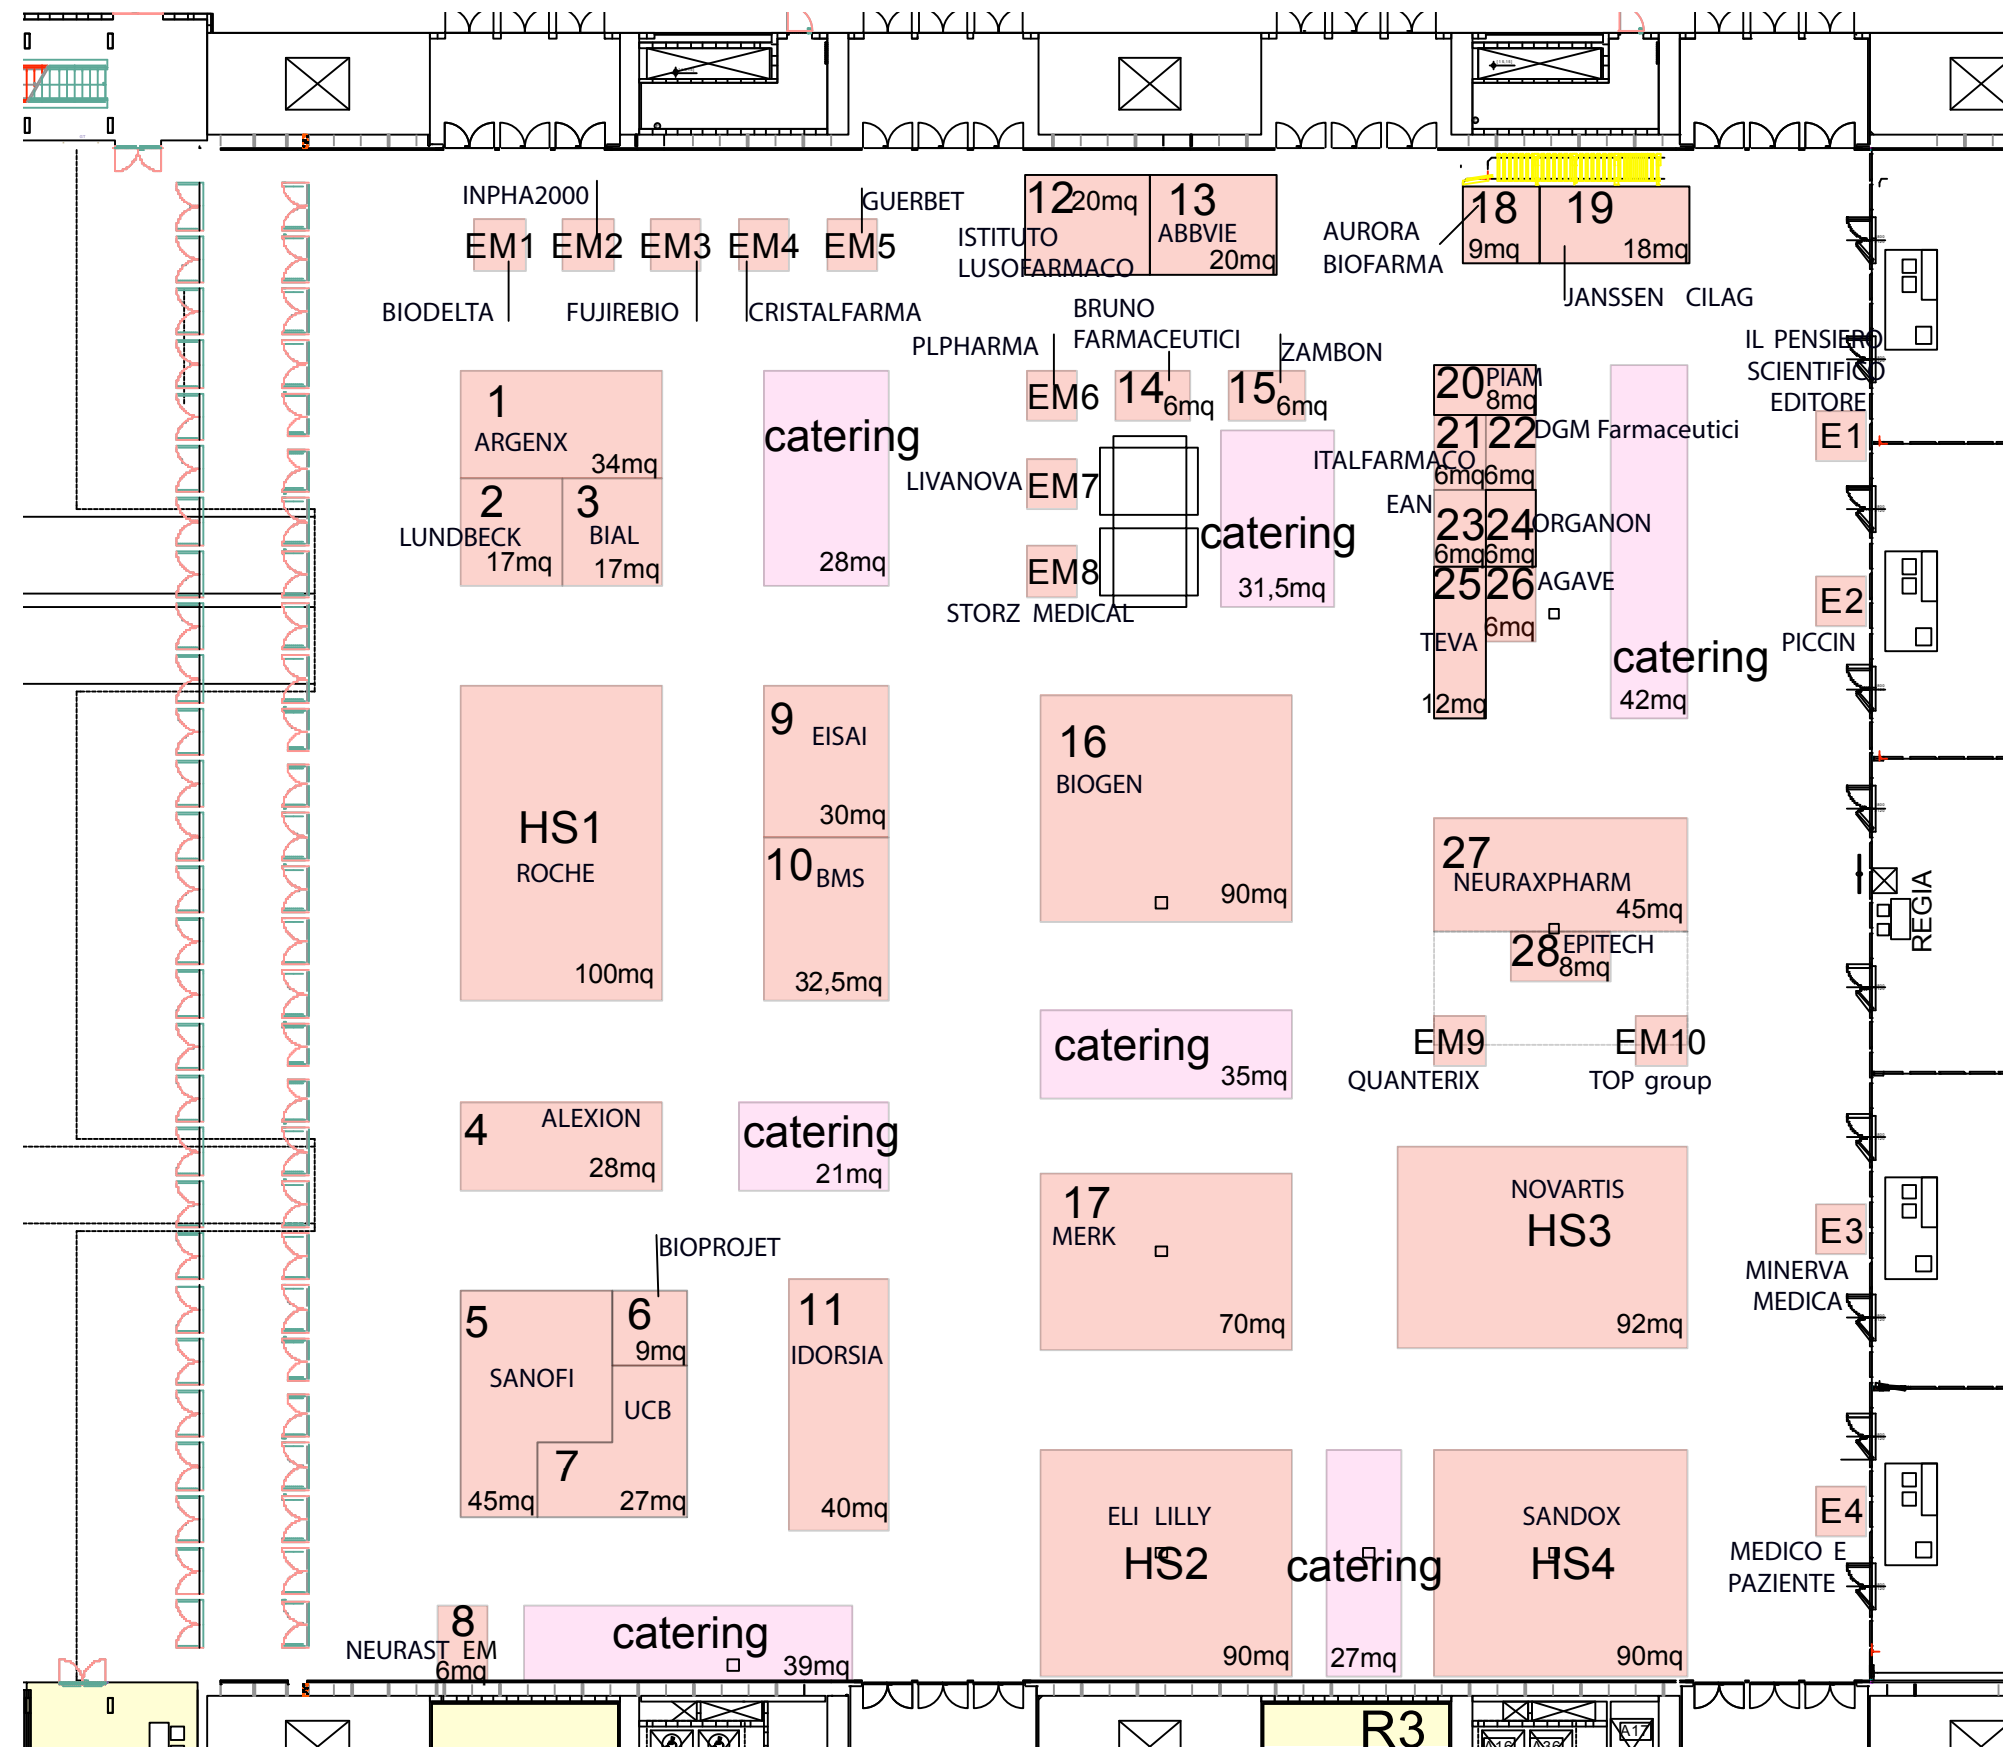 INPHA2000
GUERBET
EM1
EM2
EM3
EM4
EM5
BIODELTA
FUJIREBIO
CRISTALFARMA
12
20mq
ISTITUTO
LUSOFARMACO
13
ABBVIE
20mq
AURORA
BIOFARMA
18
9mq
19
18mq
JANSSEN CILAG
1
ARGENX
34mq
2
LUNDBECK
17mq
3
BIAL
17mq
catering
28mq
PLPHARMA
EM6
BRUNO
FARMACEUTICI
14
6mq
ZAMBON
15
6mq
LIVANOVA
EM7
EM8
STORZ MEDICAL
catering
31,5mq
20
PIAM
8mq
21
ITALFARMACO
6mq
22
DGM Farmaceutici
6mq
EAN
23
6mq
24
ORGANON
6mq
25
TEVA
12mq
26
AGAVE
6mq
catering
42mq
IL PENSIERO
SCIENTIFICO
EDITORE
E1
E2
PICCIN
HS1
ROCHE
100mq
9
EISAI
30mq
10
BMS
32,5mq
16
BIOGEN
90mq
27
NEURAXPHARM
45mq
28
EPITECH
8mq
REGIA
catering
35mq
EM9
QUANTERIX
EM10
TOP group
4
ALEXION
28mq
catering
21mq
17
MERK
70mq
NOVARTIS
HS3
92mq
E3
MINERVA
MEDICA
BIOPROJET
5
SANOFI
45mq
6
9mq
UCB
7
27mq
11
IDORSIA
40mq
ELI LILLY
HS2
90mq
catering
27mq
SANDOX
HS4
90mq
E4
MEDICO E
PAZIENTE
8
NEURAST EM
6mq
catering
39mq
R3
A17